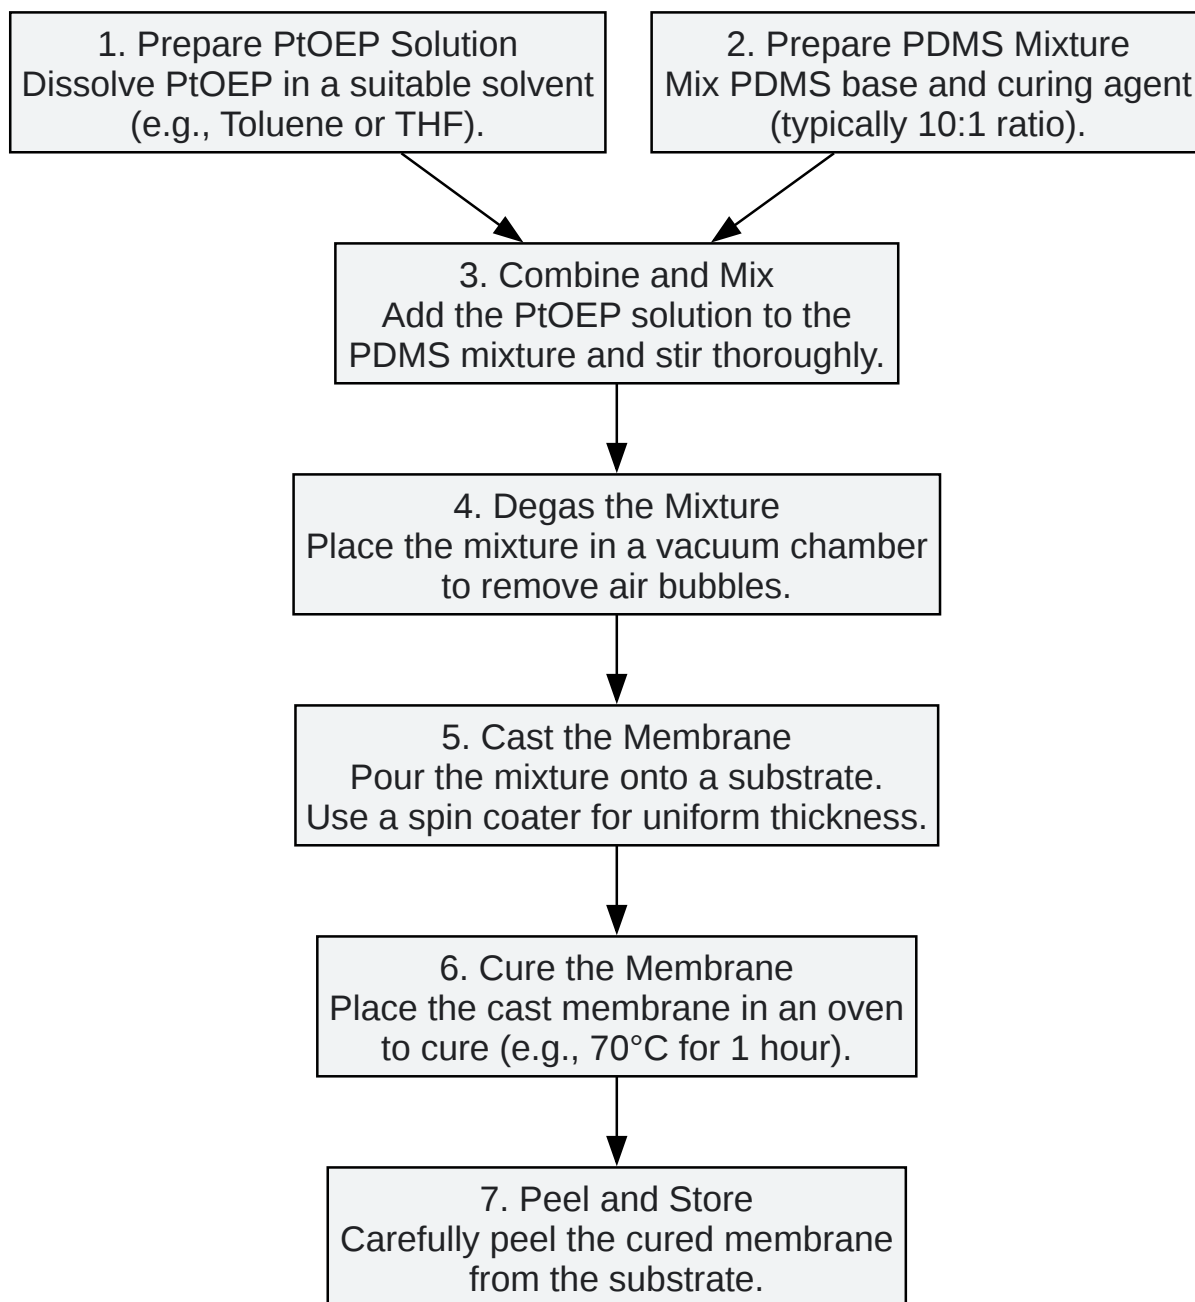 1. Prepare PtOEP Solution
Dissolve PtOEP in a suitable solvent
(e.g., Toluene or THF).
2. Prepare PDMS Mixture
Mix PDMS base and curing agent
(typically 10:1 ratio).
3. Combine and Mix
Add the PtOEP solution to the
PDMS mixture and stir thoroughly.
4. Degas the Mixture
Place the mixture in a vacuum chamber
to remove air bubbles.
5. Cast the Membrane
Pour the mixture onto a substrate.
Use a spin coater for uniform thickness.
6. Cure the Membrane
Place the cast membrane in an oven
to cure (e.g., 70°C for 1 hour).
7. Peel and Store
Carefully peel the cured membrane
from the substrate.